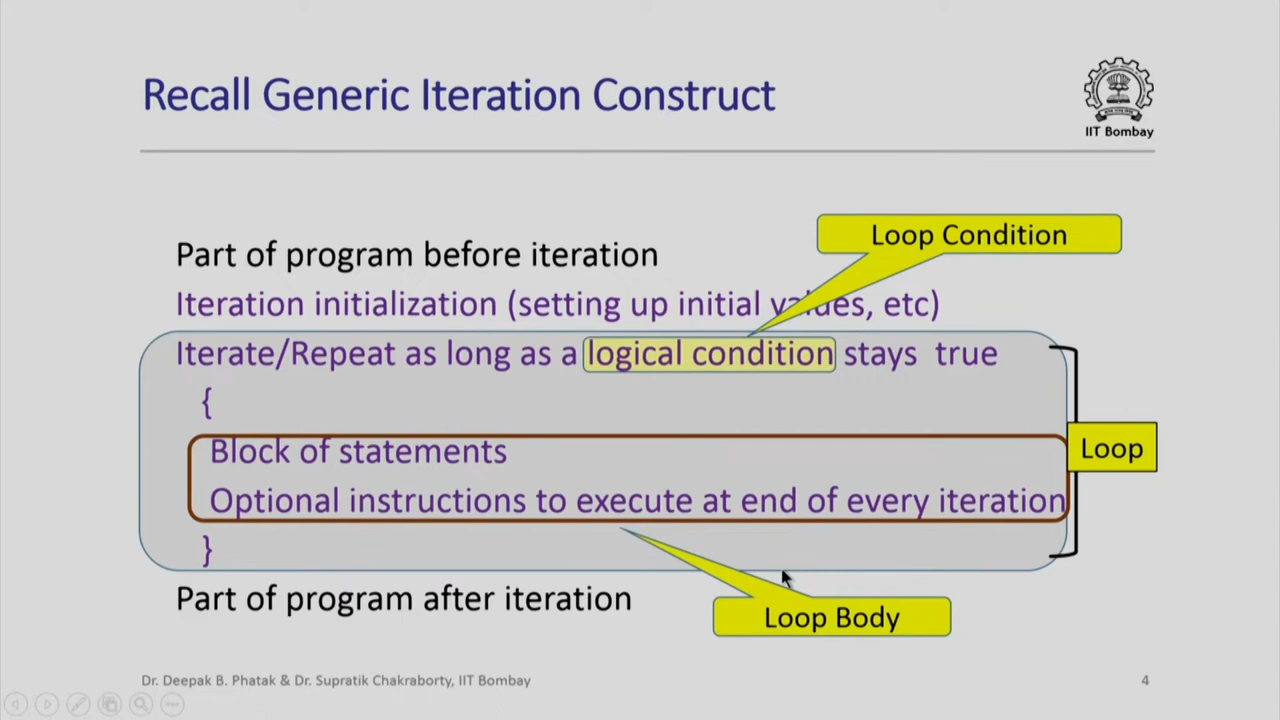 Recall Generic Iteration Construct
IIT Bombay
Loop Condition
Part of program before iteration
Iteration initialization (setting up initial values, etc)
Iterate/Repeat as long as a logical condition stays true
{
Block of statements
Loop
Optional instructions to execute at end of every iteration
}
Part of program after iteration
Loop Body
Dr. Deepak B. Phatak & Dr. Supratik Chakraborty, IIT Bombay
4